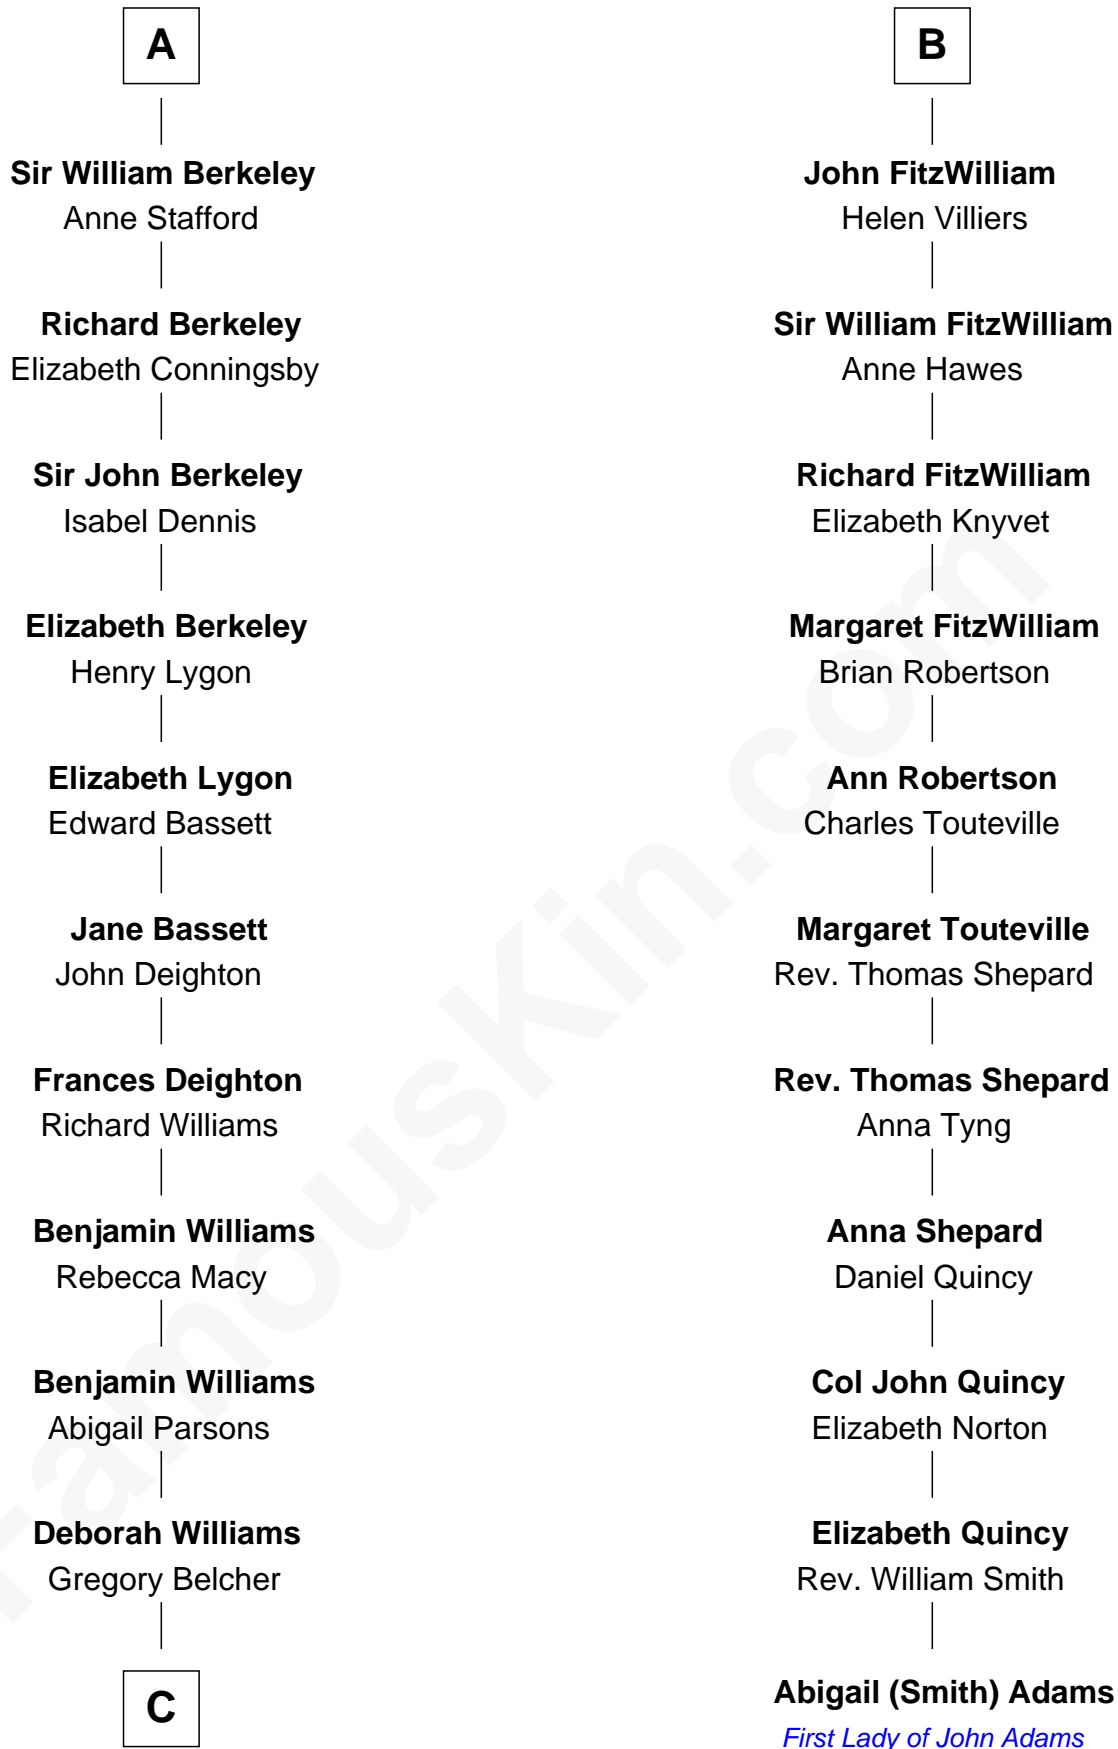 A
Sir William Berkeley
Anne Stafford
Richard Berkeley
Elizabeth Conningsby
Sir John Berkeley
Isabel Dennis
Elizabeth Berkeley
Henry Lygon
Elizabeth Lygon
Edward Bassett
Jane Bassett
John Deighton
Frances Deighton
Richard Williams
Benjamin Williams
Rebecca Macy
Benjamin Williams
Abigail Parsons
Deborah Williams
Gregory Belcher
C
B
John FitzWilliam
Helen Villiers
Sir William FitzWilliam
Anne Hawes
Richard FitzWilliam
Elizabeth Knyvet
Margaret FitzWilliam
Brian Robertson
Ann Robertson
Charles Touteville
Margaret Touteville
Rev. Thomas Shepard
Rev. Thomas Shepard
Anna Tyng
Anna Shepard
Daniel Quincy
Col John Quincy
Elizabeth Norton
Elizabeth Quincy
Rev. William Smith
Abigail (Smith) Adams
First Lady of John Adams
FamousKin.com